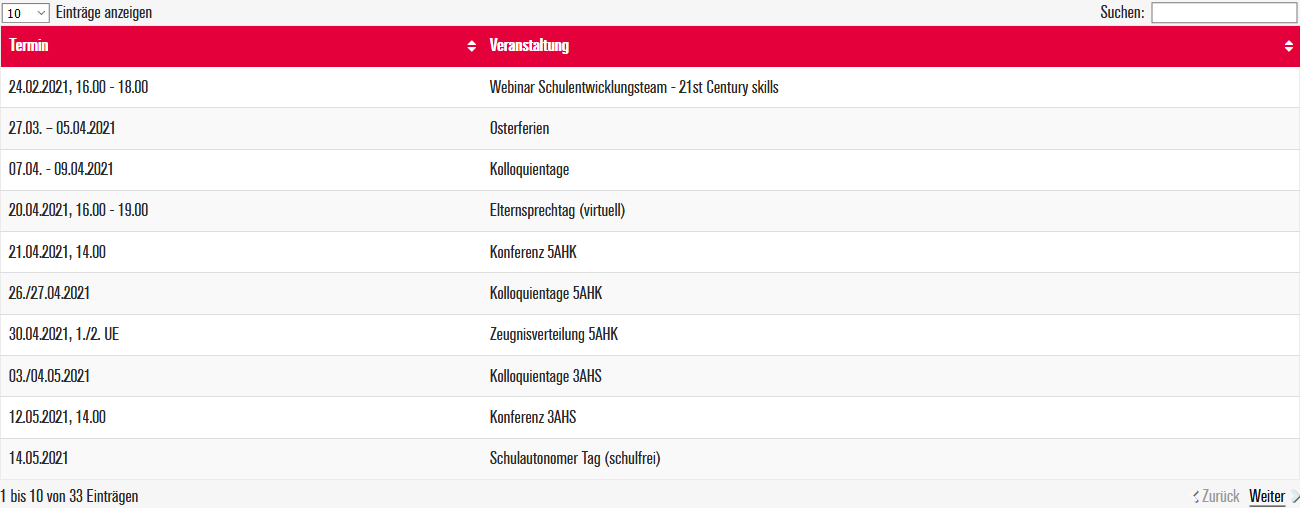 10 Einträge anzeigen Suchen:
Termin Veranstaltung
24.02.2021, 16.00 - 18.00 Webinar Schulentwicklungsteam - 21st Century skills
27.03. – 05.04.2021 Osterferien
07.04. - 09.04.2021 Kolloquientage
20.04.2021, 16.00 - 19.00 Elternsprechtag (virtuell)
21.04.2021, 14.00 Konferenz 5AHK
26./27.04.2021 Kolloquientage 5AHK
30.04.2021, 1./2. UE Zeugnisverteilung 5AHK
03./04.05.2021 Kolloquientage 3AHS
12.05.2021, 14.00 Konferenz 3AHS
14.05.2021 Schulautonomer Tag (schulfrei)
1 bis 10 von 33 Einträgen Zurück Weiter